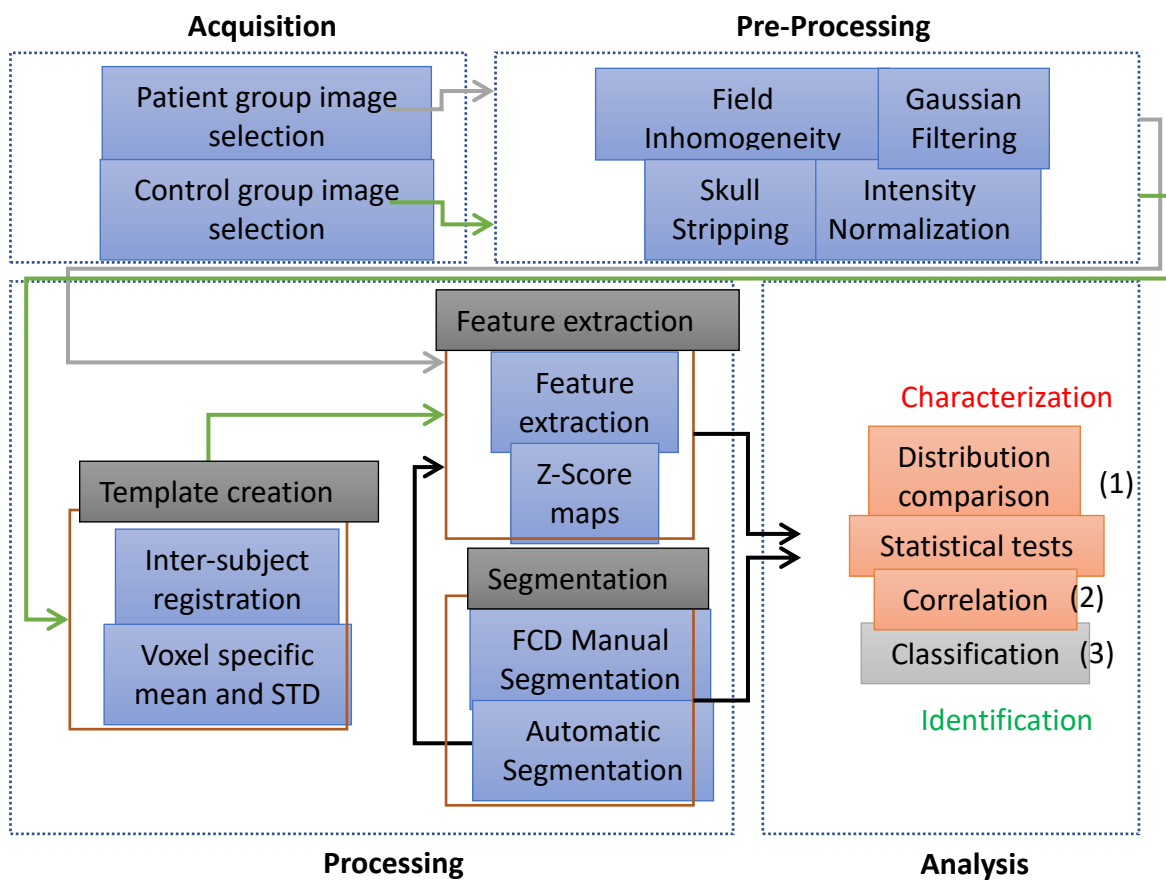 Acquisition
Pre-Processing
Patient group image
selection
Control group image
selection
Field
Inhomogeneity
Gaussian
Filtering
Skull
Stripping
Intensity
Normalization
Feature extraction
Feature
extraction
Z-Score
maps
Template creation
Inter-subject
registration
Voxel specific
mean and STD
Segmentation
FCD Manual
Segmentation
Automatic
Segmentation
Characterization
Distribution
comparison
(1)
Statistical tests
Correlation
(2)
Classification
(3)
Identification
Processing
Analysis